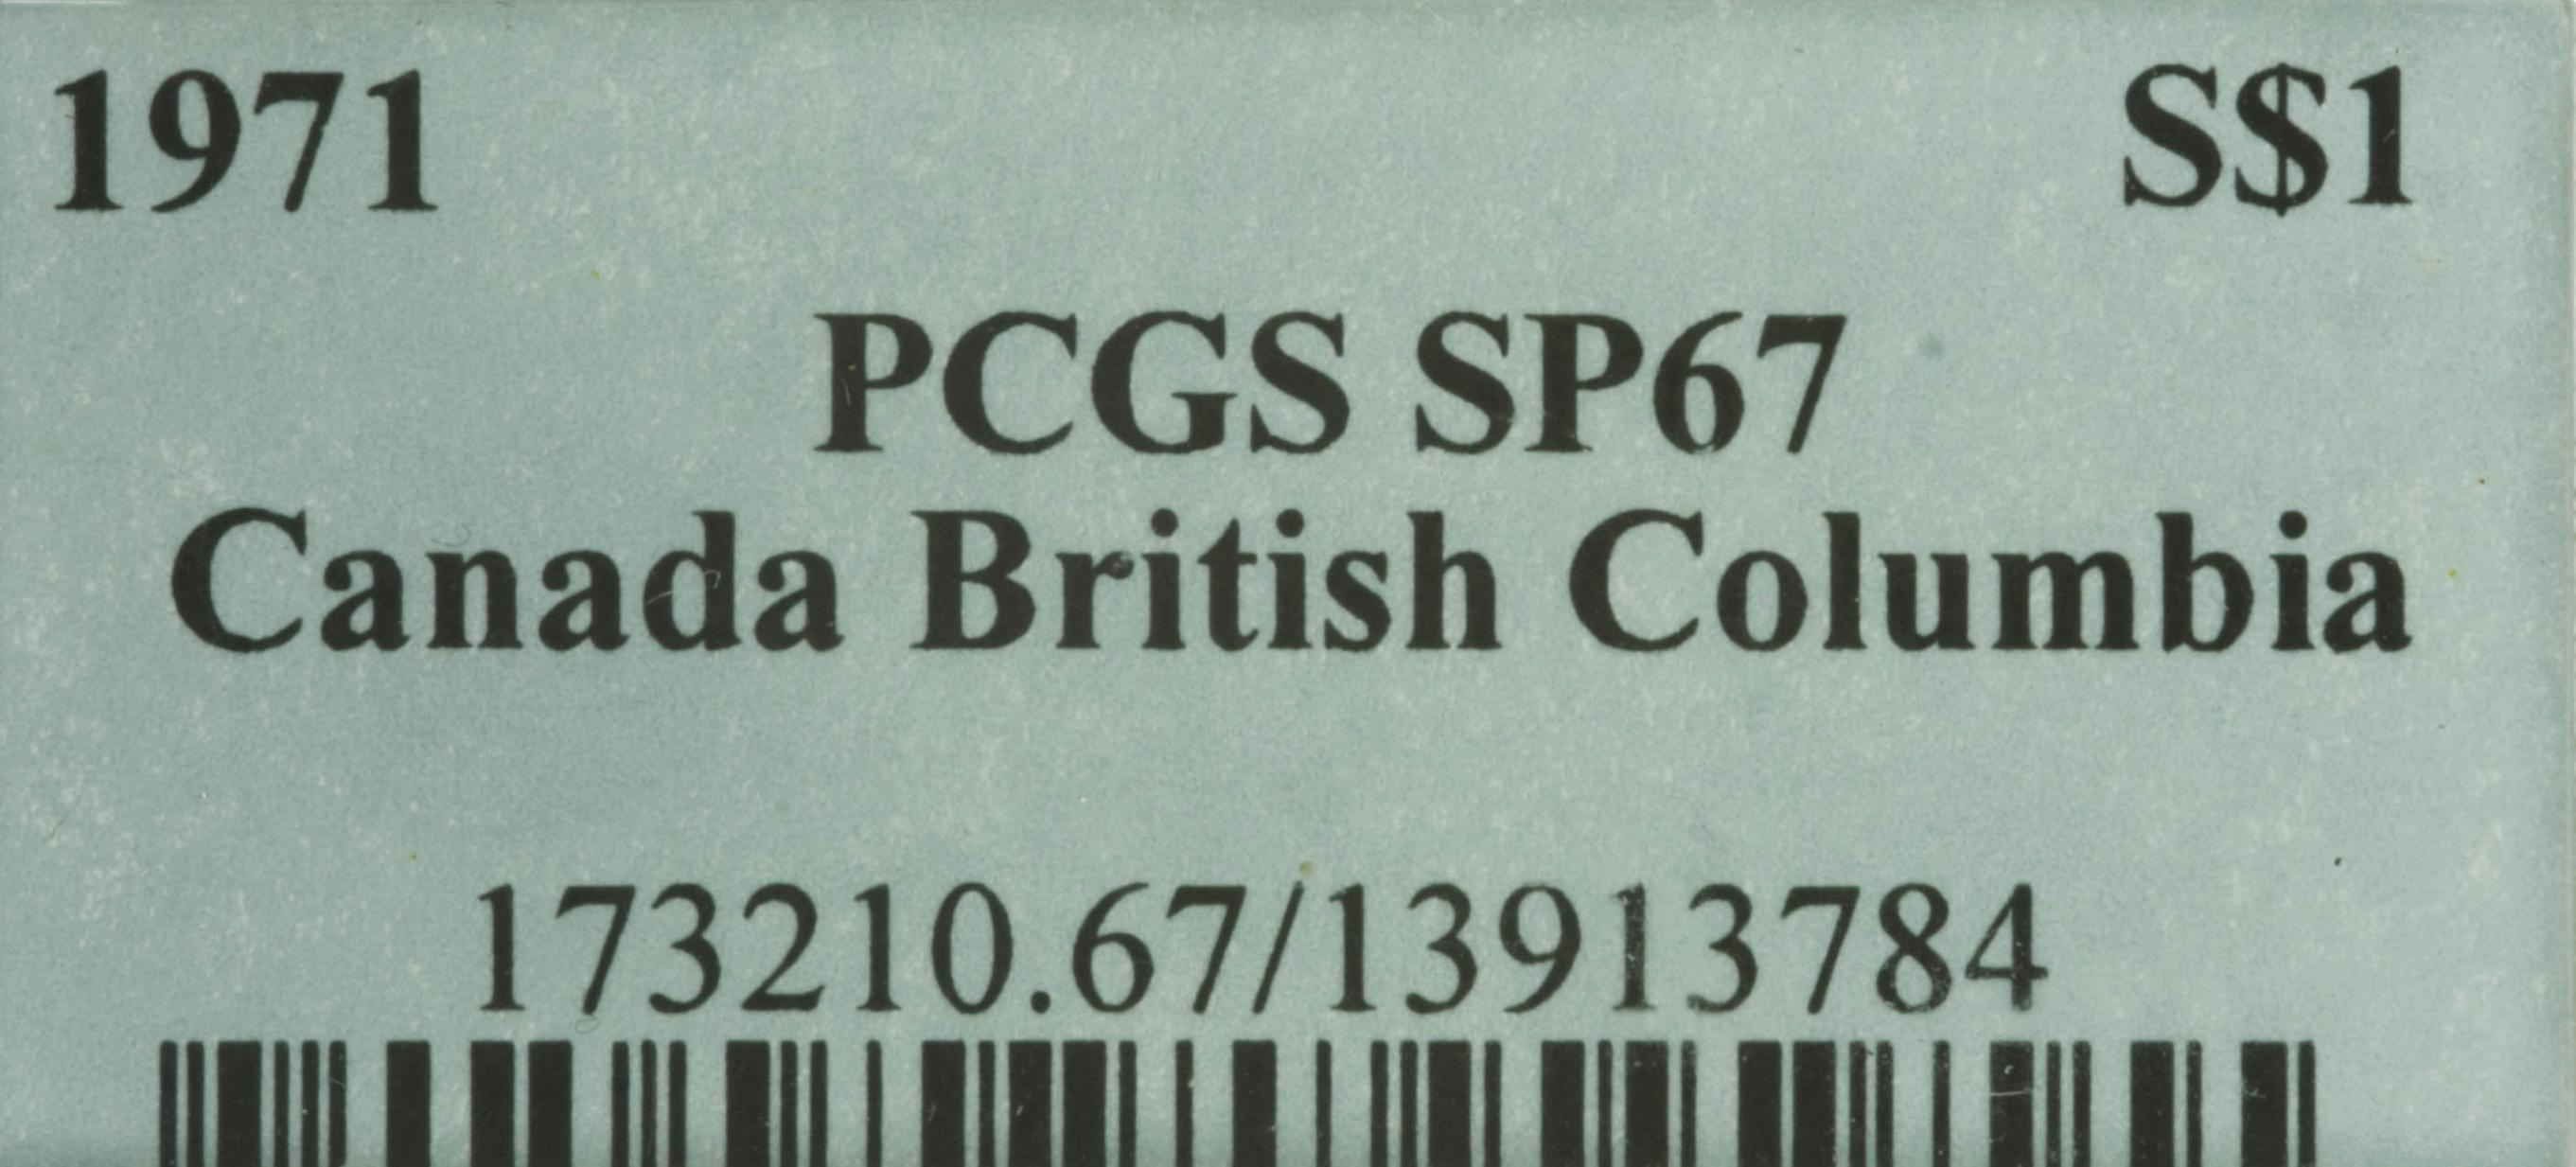 1971 S$1
PCGS SP67
Canada British Columbia
173210.67/13913784